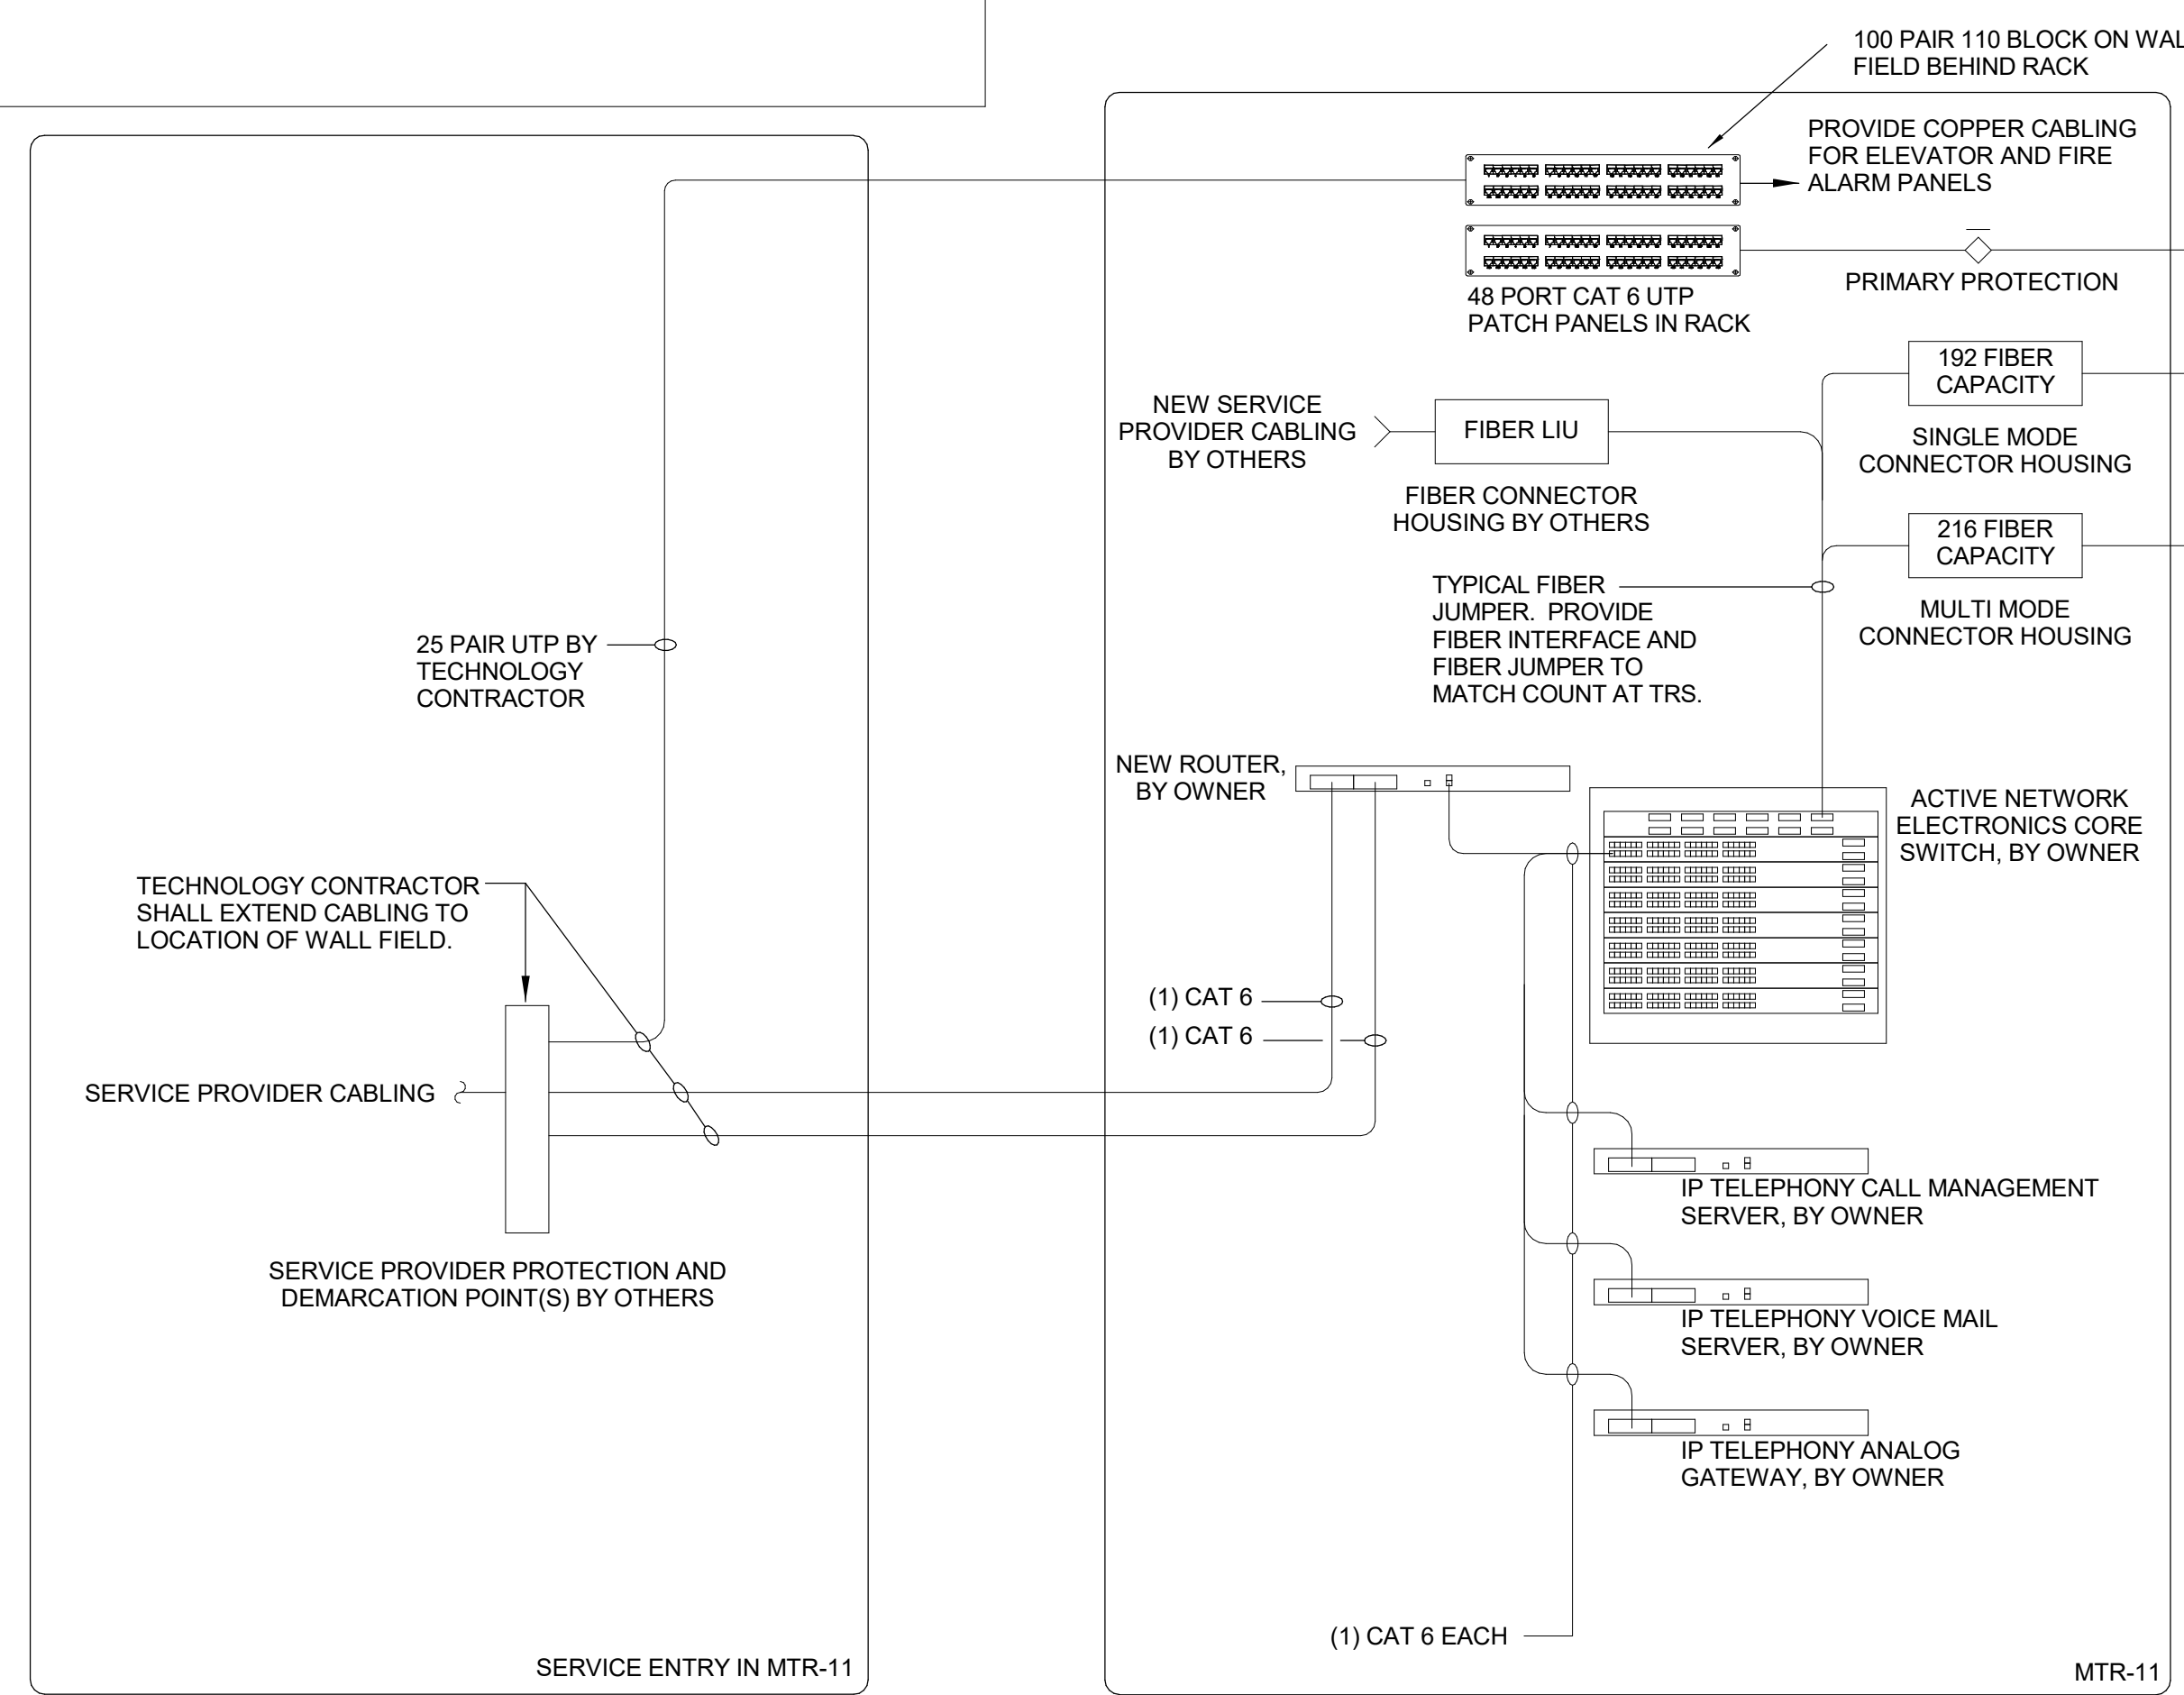 100 PAIR 110 BLOCK ON WAL
FIELD BEHIND RACK
PROVIDE COPPER CABLING
FOR ELEVATOR AND FIRE
ALARM PANELS
48 PORT CAT 6 UTP
PATCH PANELS IN RACK
PRIMARY PROTECTION
192 FIBER
CAPACITY
SINGLE MODE
CONNECTOR HOUSING
NEW SERVICE
PROVIDER CABLING
BY OTHERS
FIBER LIU
FIBER CONNECTOR
HOUSING BY OTHERS
216 FIBER
CAPACITY
MULTI MODE
CONNECTOR HOUSING
TYPICAL FIBER
JUMPER. PROVIDE
FIBER INTERFACE AND
FIBER JUMPER TO
MATCH COUNT AT TRS.
25 PAIR UTP BY
TECHNOLOGY
CONTRACTOR
NEW ROUTER,
BY OWNER
ACTIVE NETWORK
ELECTRONICS CORE
SWITCH, BY OWNER
TECHNOLOGY CONTRACTOR
SHALL EXTEND CABLING TO
LOCATION OF WALL FIELD.
(1) CAT 6
(1) CAT 6
SERVICE PROVIDER CABLING
IP TELEPHONY CALL MANAGEMENT
SERVER, BY OWNER
SERVICE PROVIDER PROTECTION AND
DEMARCATION POINT(S) BY OTHERS
IP TELEPHONY VOICE MAIL
SERVER, BY OWNER
IP TELEPHONY ANALOG
GATEWAY, BY OWNER
(1) CAT 6 EACH
SERVICE ENTRY IN MTR-11
MTR-11